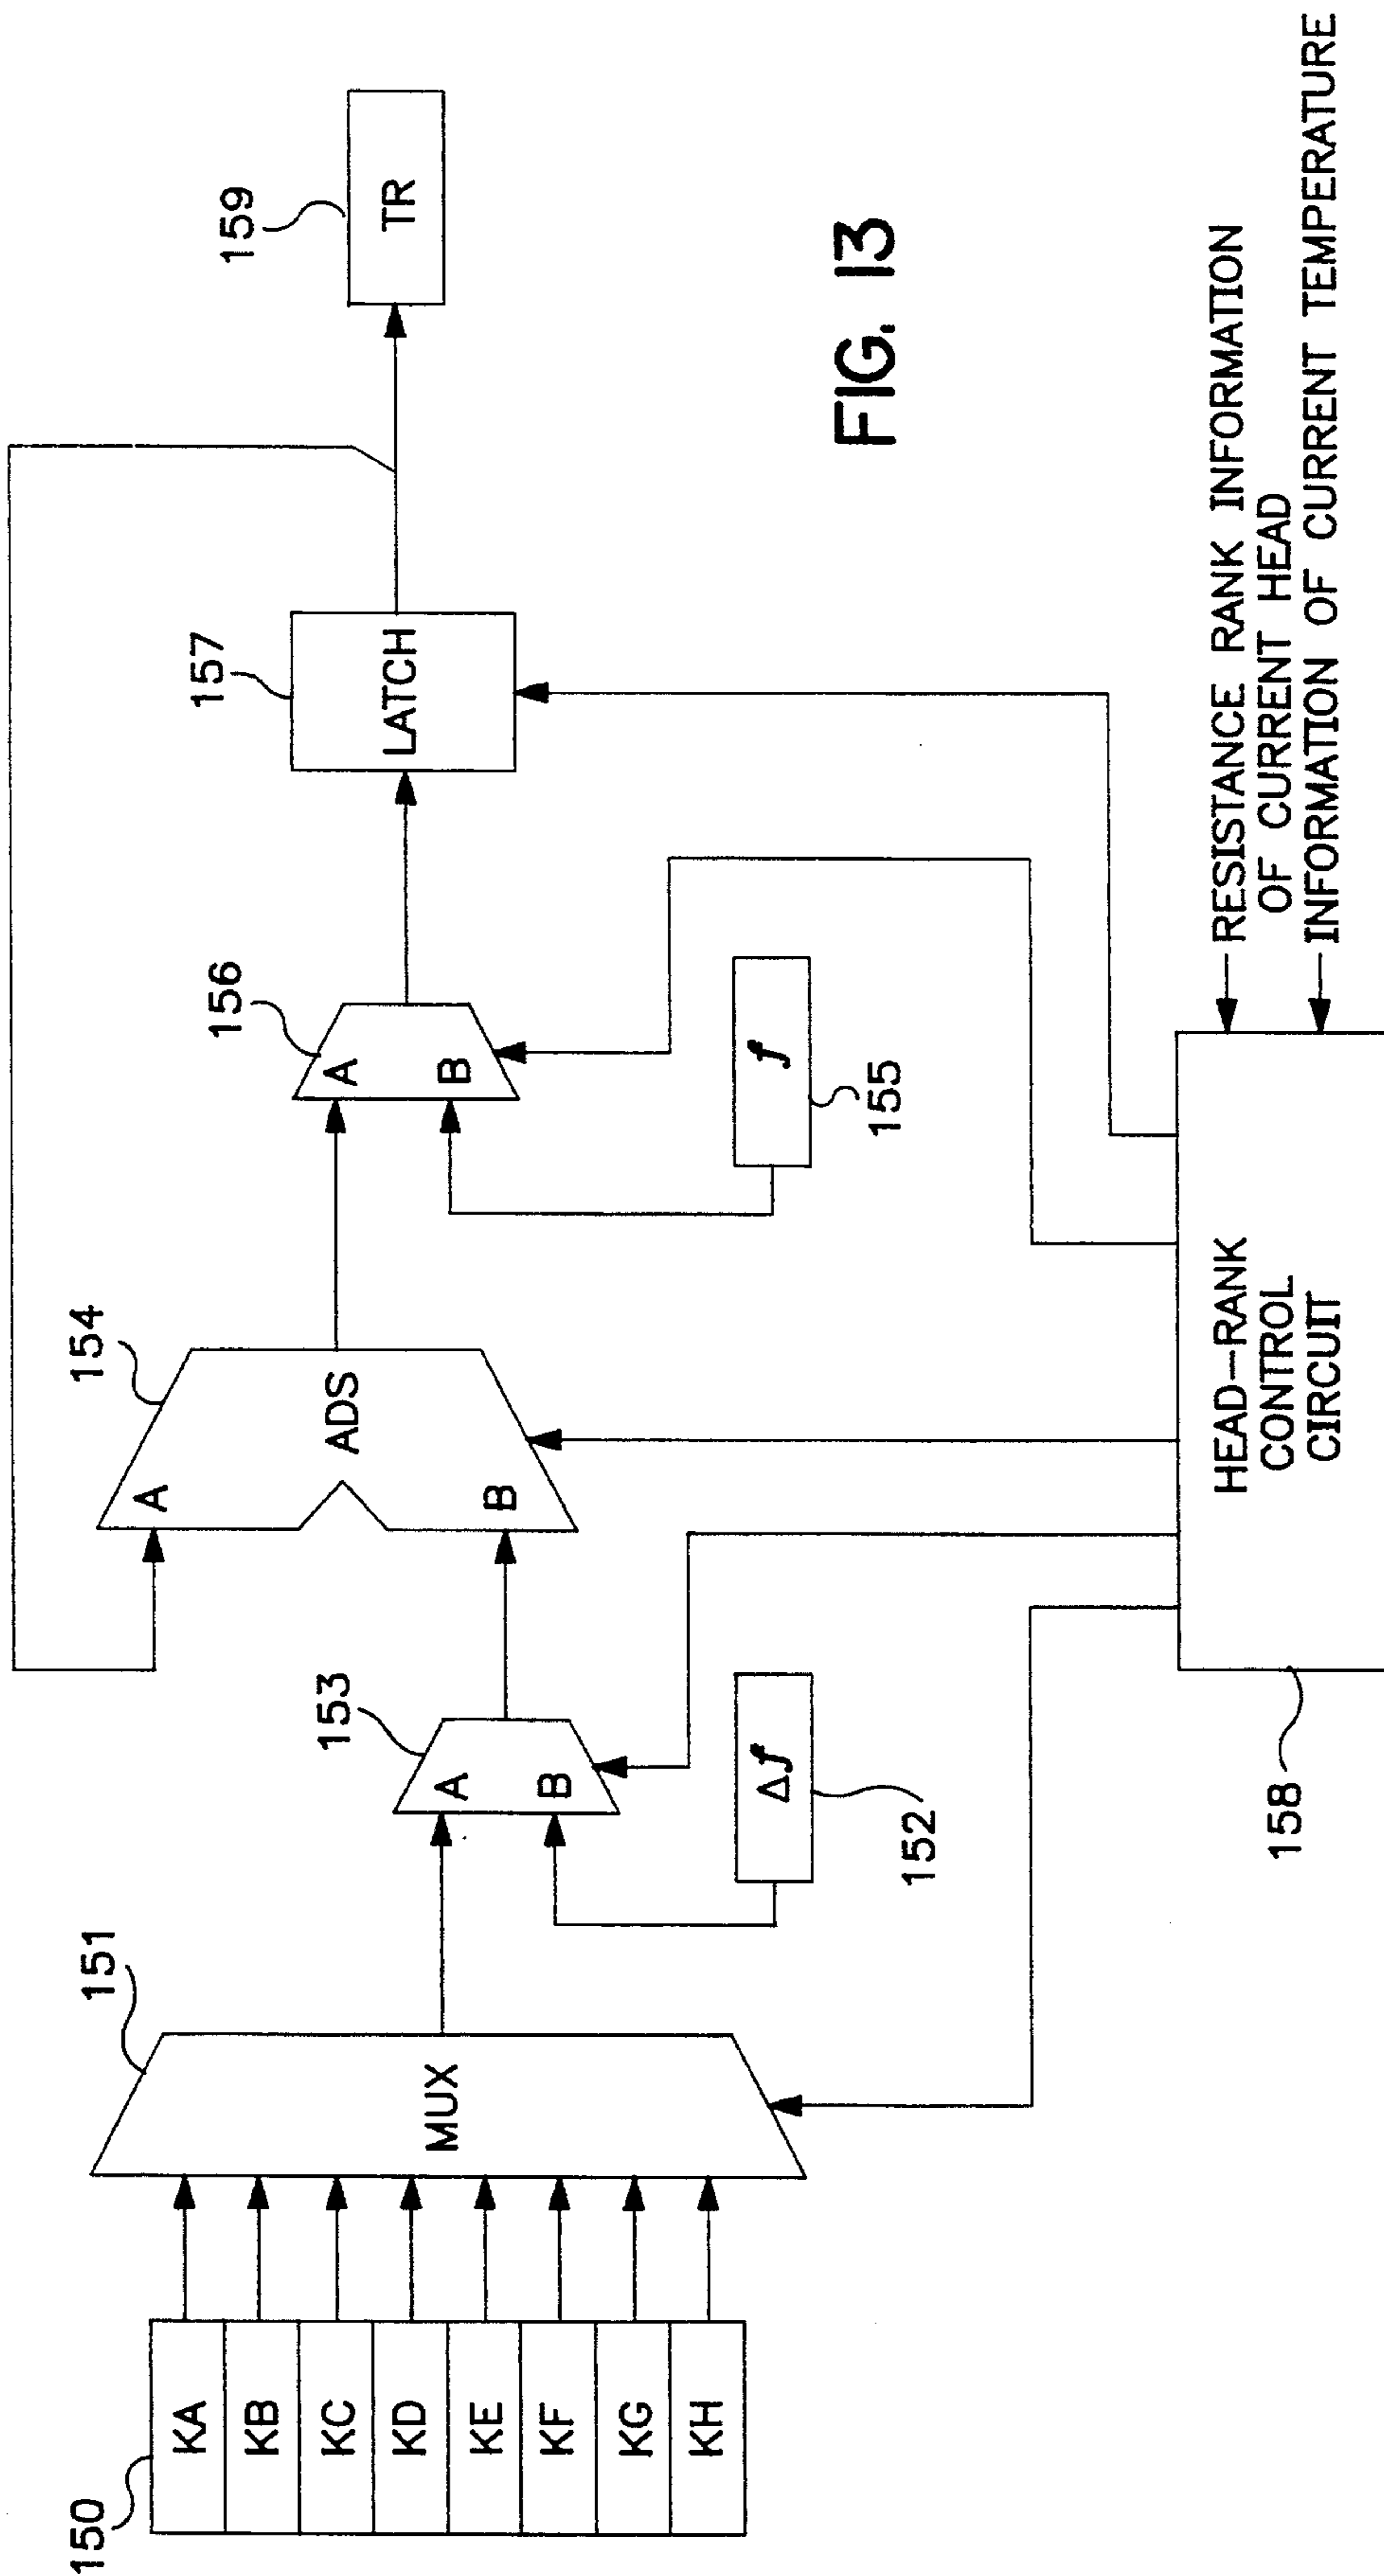 150
KA
KB
KC
KD
KE
KF
KG
KH
151
MUX
152
Δf
153
A
B
154
A
B
ADS
155
f
156
A
B
157
LATCH
159
TR
158
HEAD-RANK
CONTROL
CIRCUIT
RESISTANCE RANK INFORMATION
OF CURRENT HEAD
INFORMATION OF CURRENT TEMPERATURE
FIG. 13